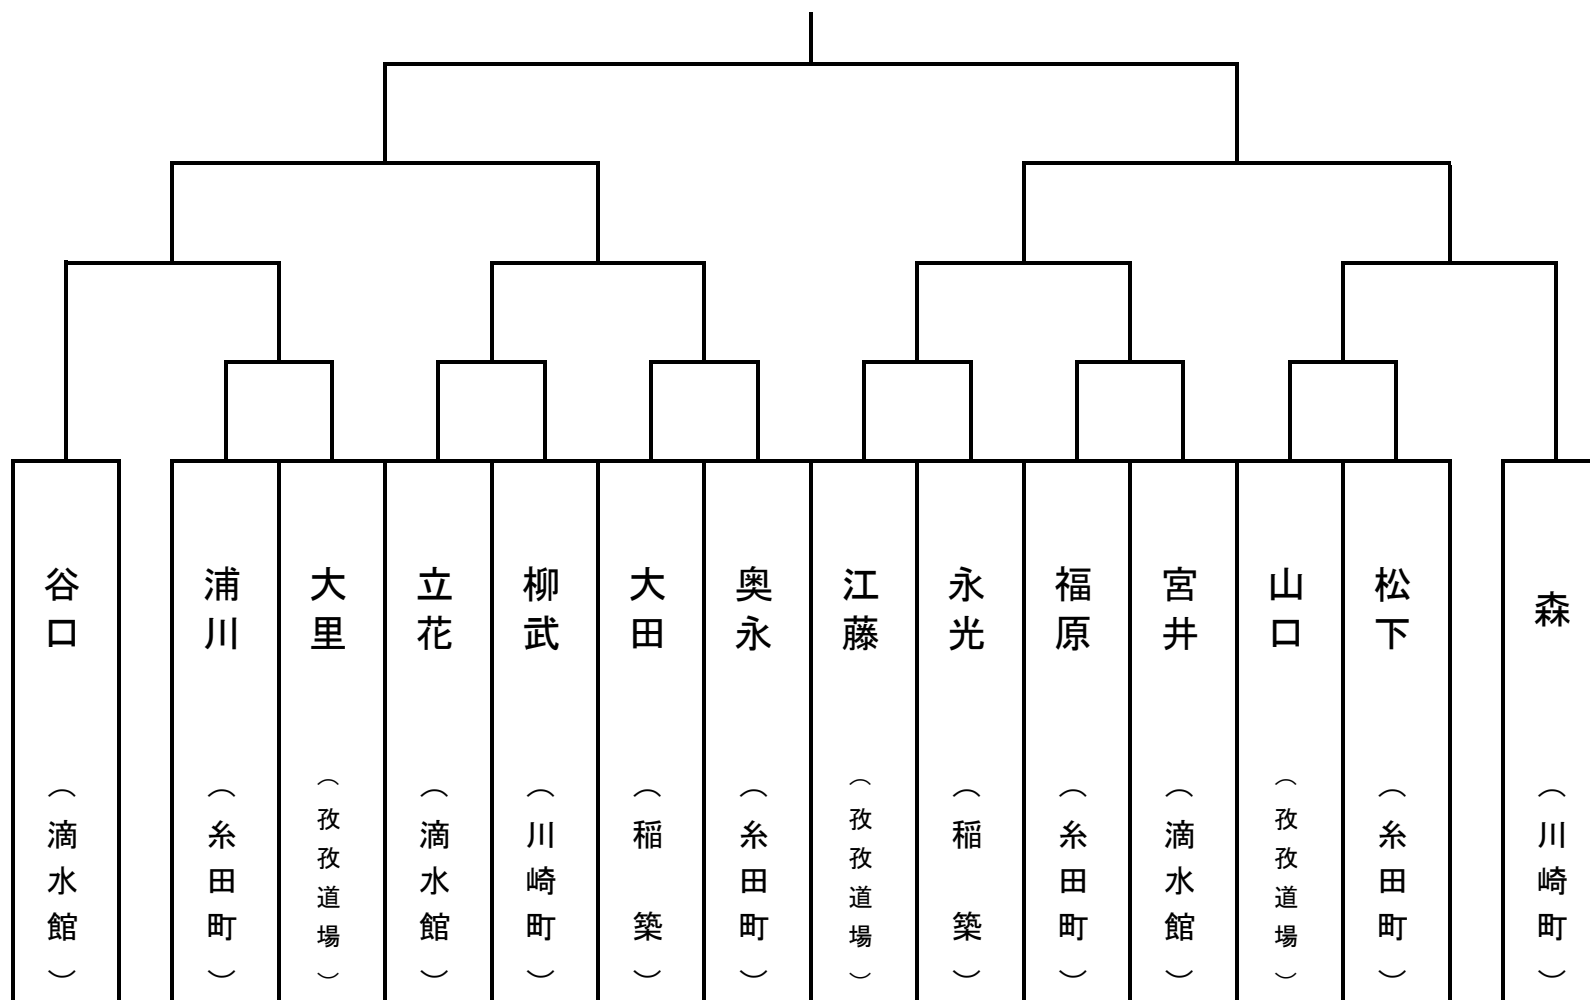 谷口（滴水館）
浦川（糸田町）
大里（孜孜道場）
立花（滴水館）
柳武（川崎町）
大田（稲　築）
奥永（糸田町）
江藤（孜孜道場）
永光（稲　築）
福原（糸田町）
宮井（滴水館）
山口（孜孜道場）
松下（糸田町）
森（川崎町）